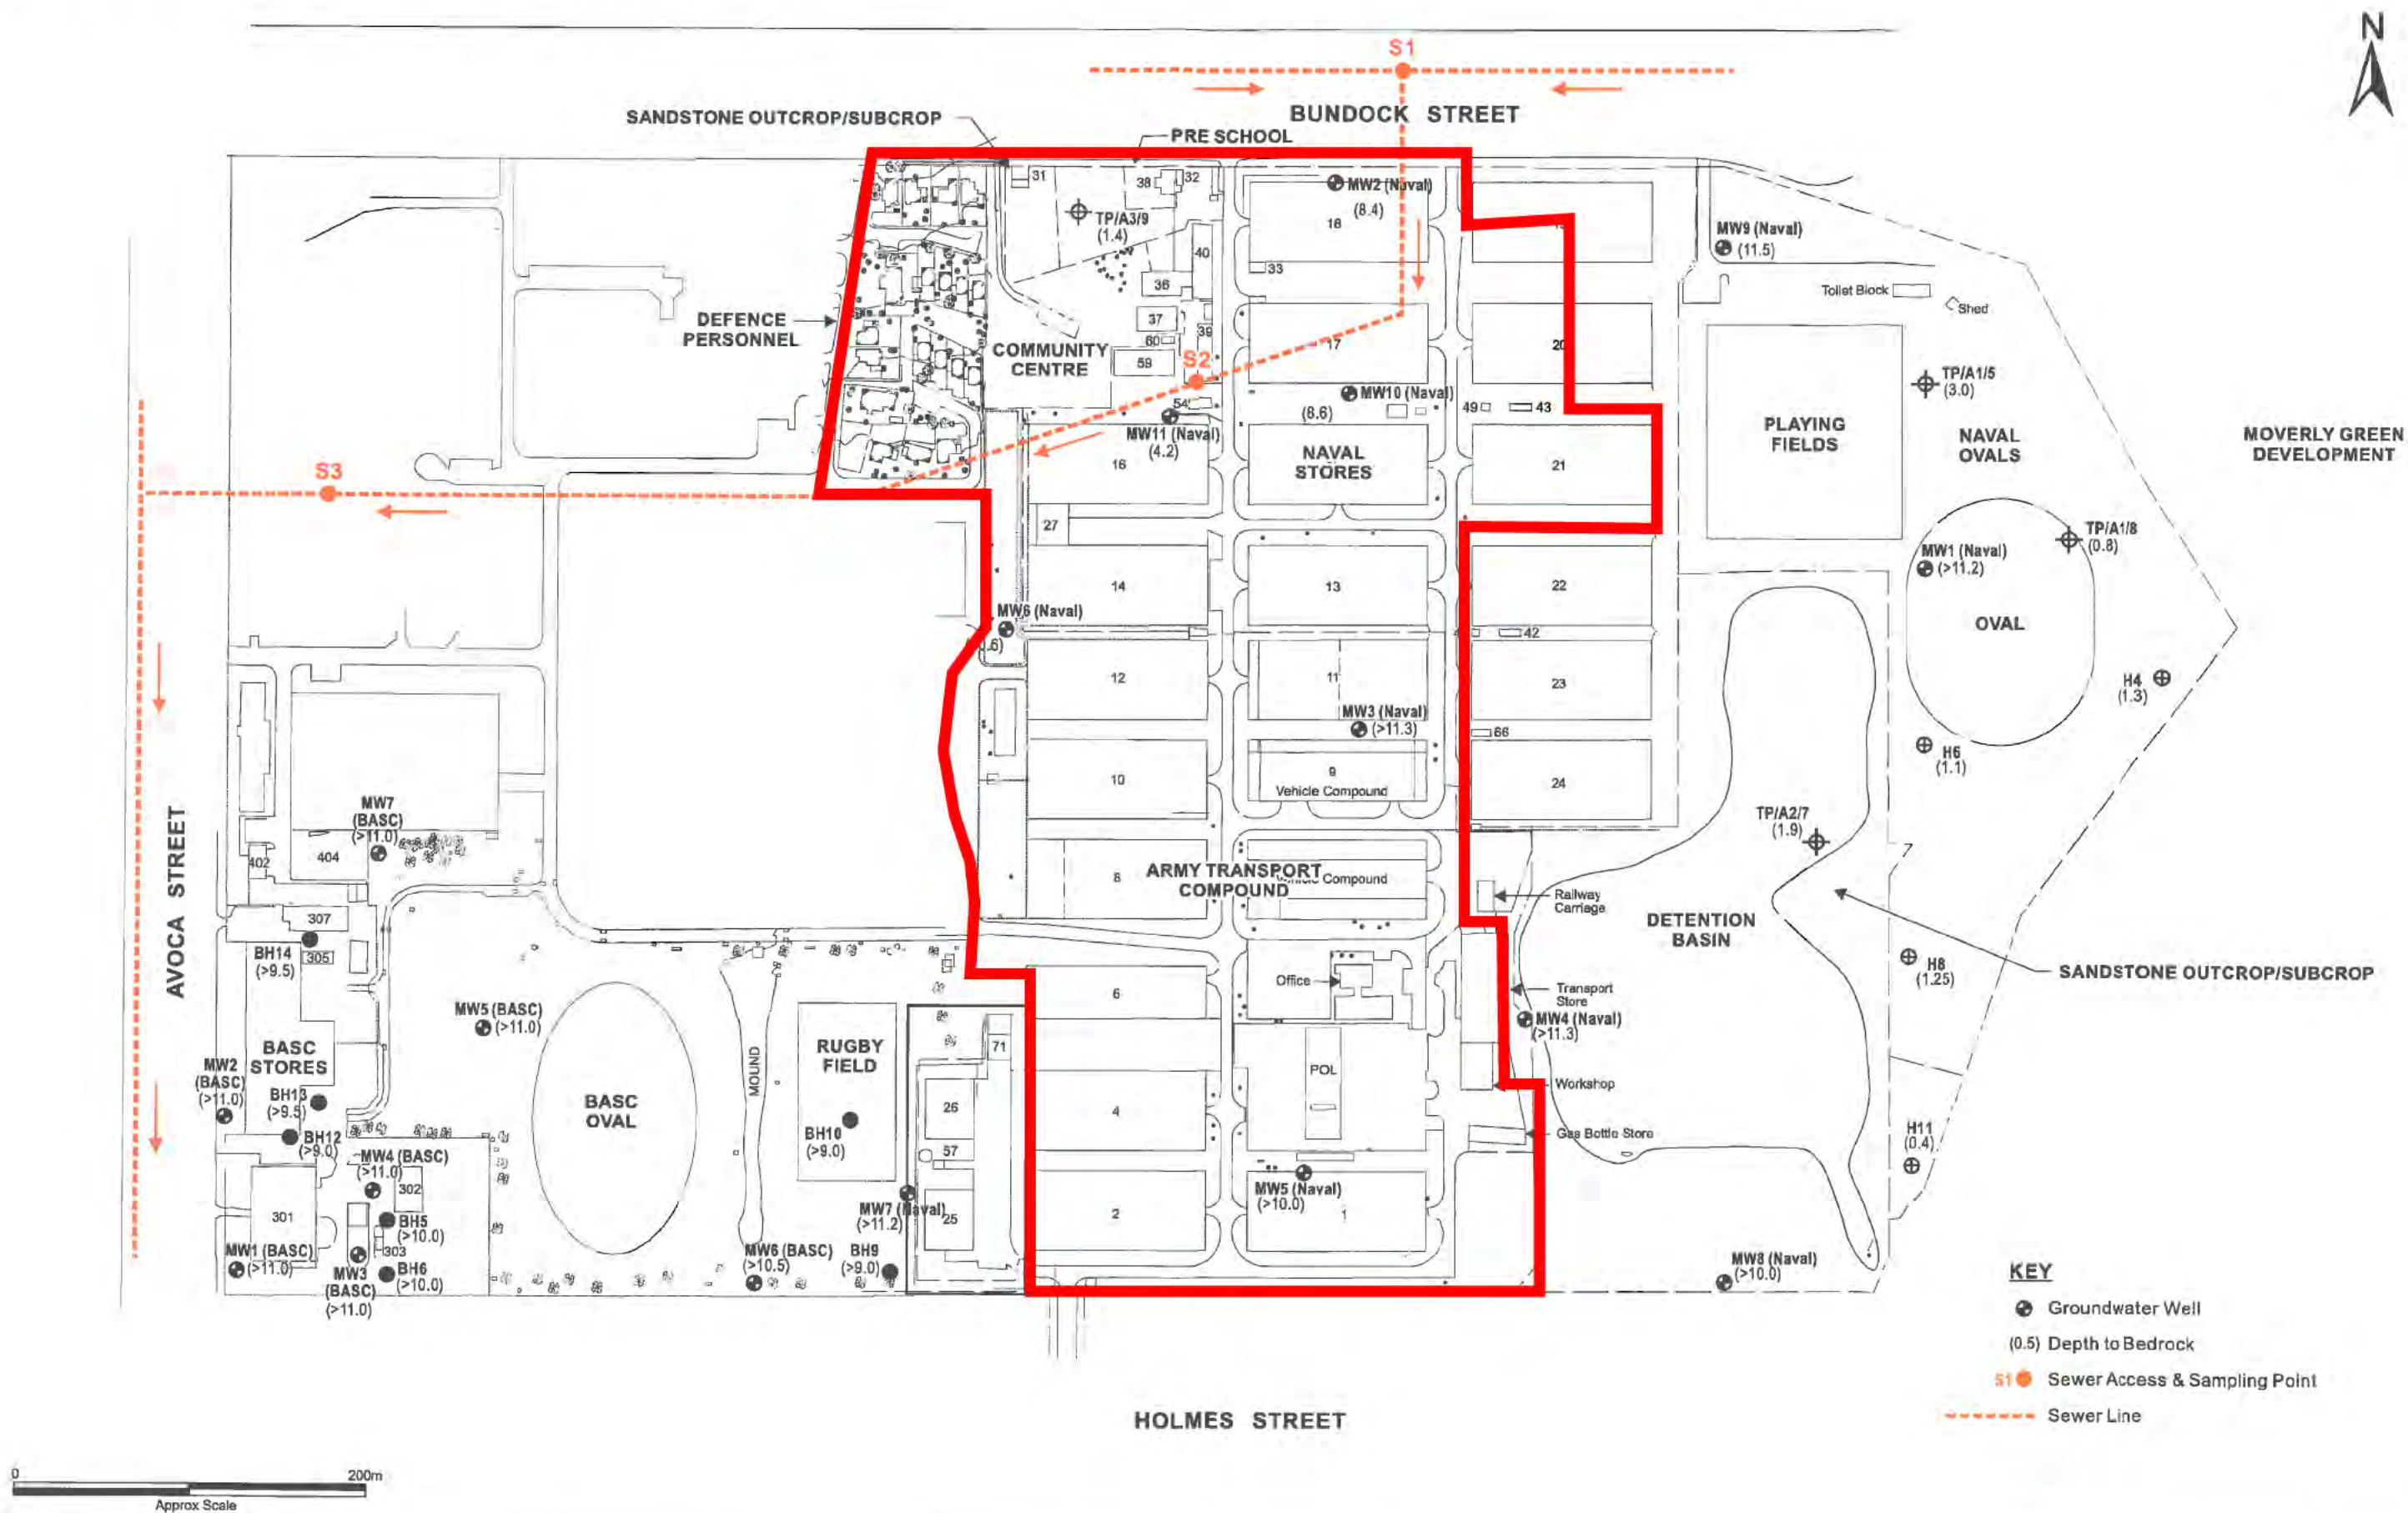 N
S1
BUNDOCK STREET
SANDSTONE OUTCROP/SUBCROP
PRE SCHOOL
31
38
32
MW2 (Naval)
(8.4)
18
TP/A3/9
(1.4)
40
33
36
MW9 (Naval)
(11.5)
Toilet Block
Shed
DEFENCE
PERSONNEL
37
39
60
59
COMMUNITY
CENTRE
S2
17
20
TP/A1/5
(3.0)
MW10 (Naval)
(8.6)
49
43
54
MW11 (Naval)
(4.2)
16
NAVAL
STORES
21
PLAYING
FIELDS
NAVAL
OVALS
MOVERLY GREEN
DEVELOPMENT
S3
27
TP/A1/8
(0.8)
MW1 (Naval)
(>11.2)
14
13
22
OVAL
MW6 (Naval)
42
12
11
23
H4
(1.3)
MW3 (Naval)
(>11.3)
66
H6
(1.1)
10
9
Vehicle Compound
24
AVOCA STREET
MW7
(BASC)
(>11.0)
402
404
TP/A2/7
(1.9)
7
8
ARMY TRANSPORT
COMPOUND
Compound
Railway
Carriage
307
BH14
(>9.5)
305
DETENTION
BASIN
H8
(1.25)
SANDSTONE OUTCROP/SUBCROP
6
Office
Transport
Store
MW4 (Naval)
(>11.3)
MW5 (BASC)
(>11.0)
BASC
STORES
MW2
(BASC)
(>11.0)
BH13
(>9.5)
BH12
(>9.0)
MOUND
RUGBY
FIELD
71
POL
Workshop
BASC
OVAL
BH10
(>9.0)
26
57
4
Gas Bottle Store
H11
(0.4)
MW4 (BASC)
(>11.0)
302
301
BH5
(>10.0)
303
MW1 (BASC)
(>11.0)
MW3
(BASC)
(>11.0)
BH6
(>10.0)
MW7 (Naval)
(>11.2)
25
2
MW5 (Naval)
(>10.0)
1
MW6 (BASC)
(>10.5)
BH9
(>9.0)
MW8 (Naval)
(>10.0)
KEY
Groundwater Well
(0.5) Depth to Bedrock
S1 Sewer Access & Sampling Point
Sewer Line
HOLMES STREET
0 200m
Approx Scale